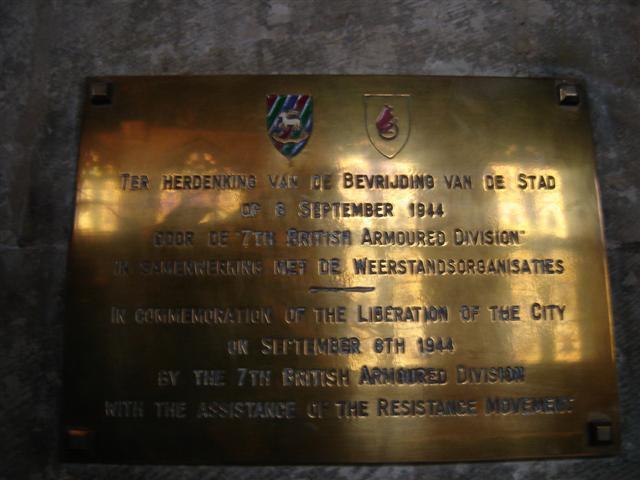 TER HERDENKING VAN DE BEVRIJDING VAN DE STAD
OP 6 SEPTEMBER 1944
DOOR DE "7TH BRITISH ARMOURED DIVISION"
IN SAMENWERKING MET DE WEERSTANDSORGANISATIES
IN COMMEMORATION OF THE LIBERATION OF THE CITY
ON SEPTEMBER 6TH 1944
BY THE 7TH BRITISH ARMOURED DIVISION
WITH THE ASSISTANCE OF THE RESISTANCE MOVEMENT